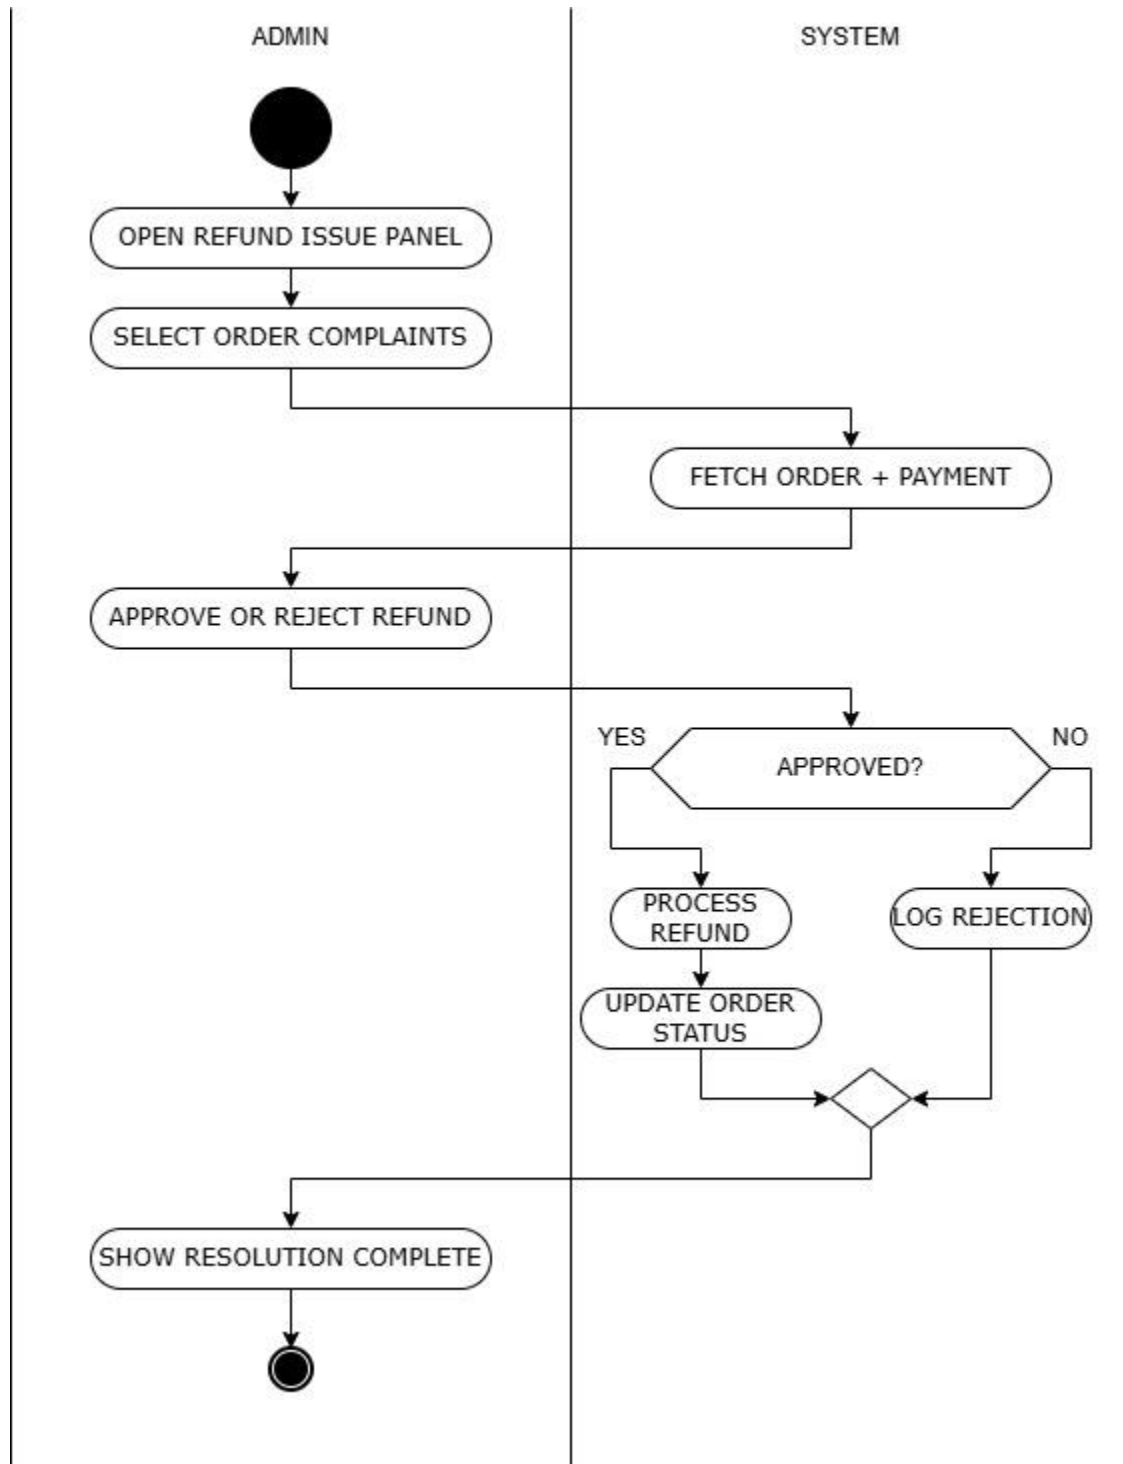 ADMIN
SYSTEM
OPEN REFUND ISSUE PANEL
SELECT ORDER COMPLAINTS
FETCH ORDER + PAYMENT
APPROVE OR REJECT REFUND
YES
NO
APPROVED?
PROCESS
REFUND
LOG REJECTION
UPDATE ORDER
STATUS
SHOW RESOLUTION COMPLETE